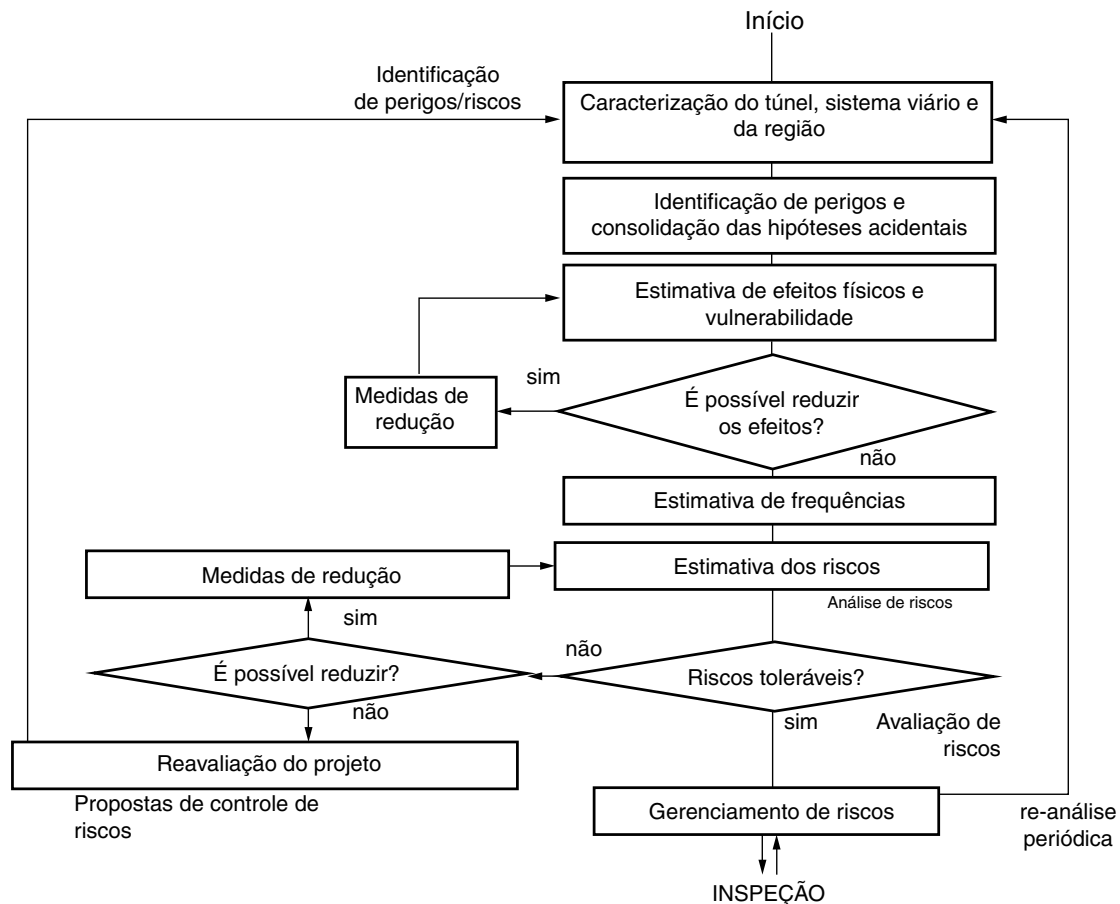 Início
Identificação
de perigos/riscos
Caracterização do túnel, sistema viário e
da região
Identificação de perigos e
consolidação das hipóteses acidentais
Estimativa de efeitos físicos e
vulnerabilidade
sim
Medidas de
redução
É possível reduzir
os efeitos?
não
Estimativa de frequências
Medidas de redução
Estimativa dos riscos
Análise de riscos
sim
não
É possível reduzir?
Riscos toleráveis?
não
sim
Avaliação de
riscos
Reavaliação do projeto
Propostas de controle de
riscos
Gerenciamento de riscos
re-análise
periódica
INSPEÇÃO